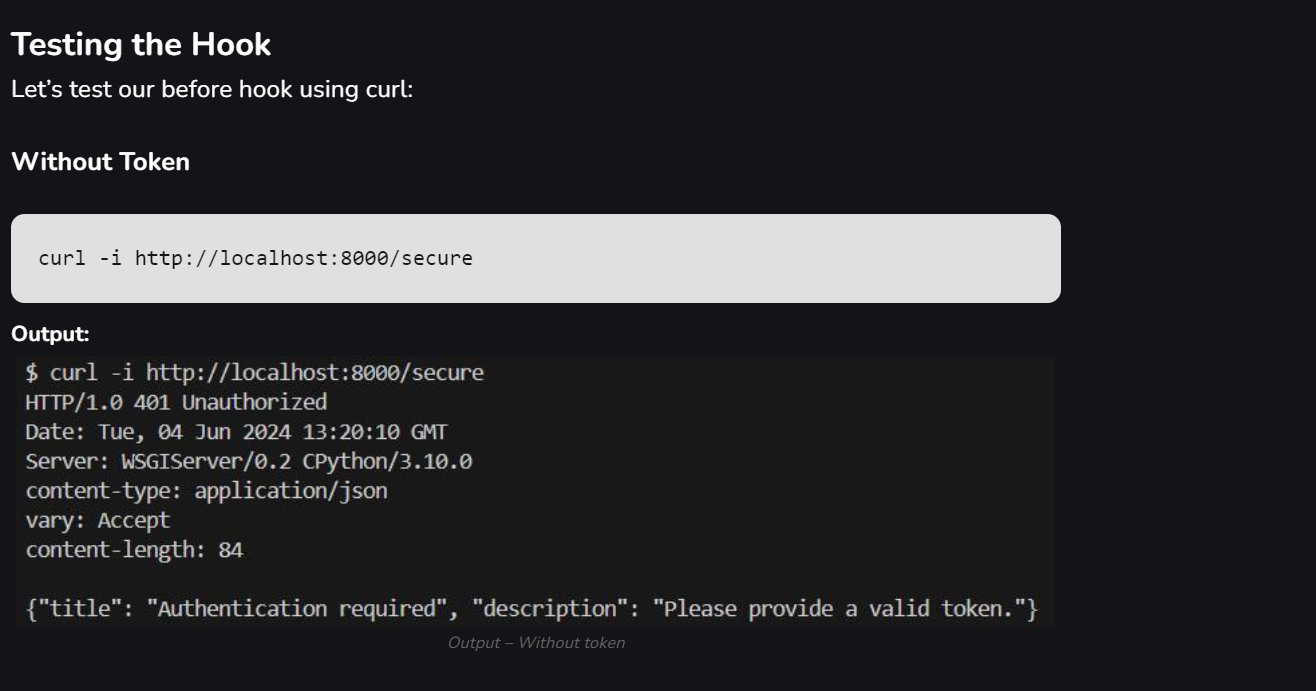 Testing the Hook
Let’s test our before hook using curl:
Without Token
curl -i http://localhost:8000/secure
Output:
$ curl -i http://localhost:8000/secure
HTTP/1.0 401 Unauthorized
Date: Tue, 04 Jun 2024 13:20:10 GMT
Server: WSGIServer/0.2 CPython/3.10.0
content-type: application/json
vary: Accept
content-length: 84
{"title": "Authentication required", "description": "Please provide a valid token."}
Output – Without token